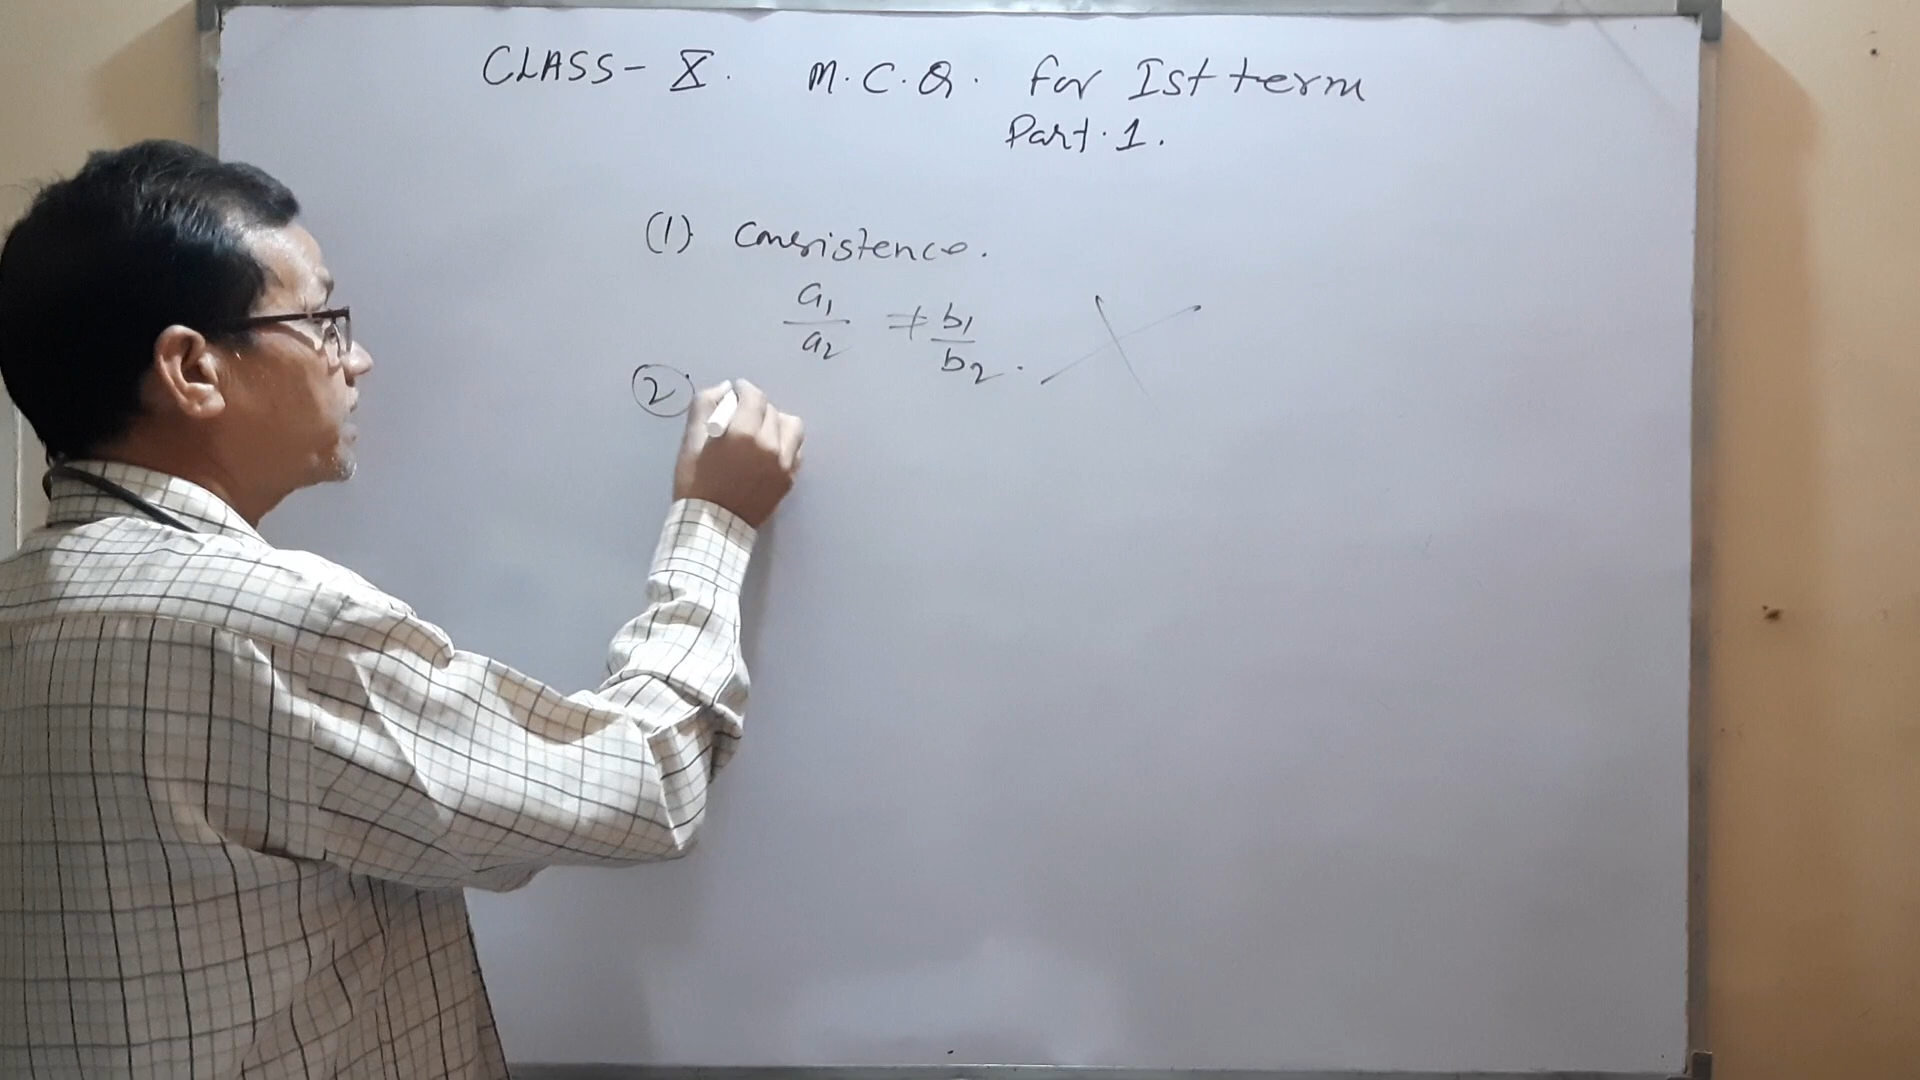 CLASS- X. M.C.Q. for Ist term
Part.1.
(1) Consistence.
a1/a2 ≠ b1/b2.
2